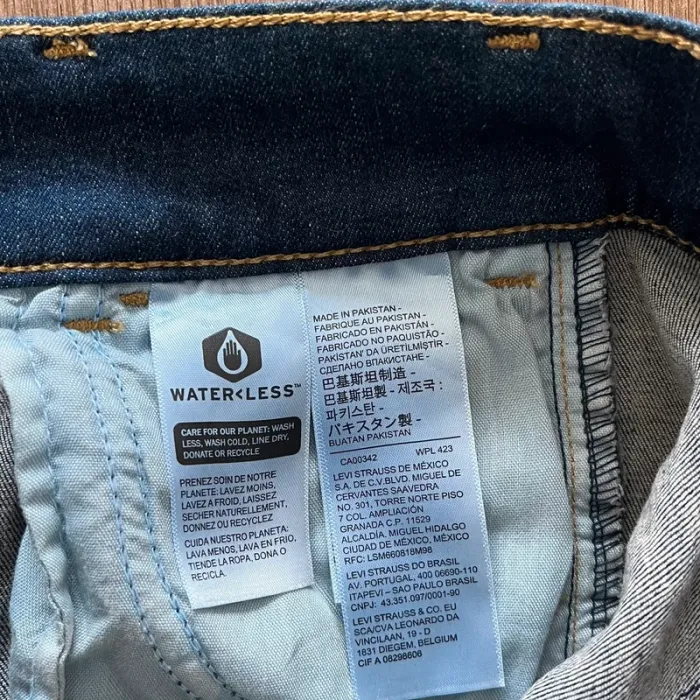 WATER<LESS™
CARE FOR OUR PLANET: WASH
LESS, WASH COLD, LINE DRY,
DONATE OR RECYCLE
PRENEZ SOIN DE NOTRE
PLANETE: LAVEZ MOINS,
LAVEZ A FROID, LAISSEZ
SECHER NATURELLEMENT,
DONNEZ OU RECYCLEZ
CUIDA NUESTRO PLANETA:
LAVA MENOS, LAVA EN FRIO,
TIENDE LA ROPA, DONA O
RECICLA.
MADE IN PAKISTAN -
FABRIQUE AU PAKISTAN -
FABRICADO EN PAKISTÁN -
FABRICADO NO PAQUISTÃO -
PAKISTAN' DA ÜRETİLMİŞTİR -
СДЕЛАНО ВПАКИСТАНЕ -
巴基斯坦制造 -
巴基斯坦製 - 제조국 :
파키스탄 -
パキスタン製 -
BUATAN PAKISTAN
CA00342 WPL 423
LEVI STRAUSS DE MÉXICO
S.A. DE C.V.BLVD. MIGUEL DE
CERVANTES SAAVEDRA
NO. 301, TORRE NORTE PISO
7 COL. AMPLIACIÓN
GRANADA C.P. 11529
ALCALDÍA. MIGUEL HIDALGO
CIUDAD DE MÉXICO, MÉXICO
RFC: LSM660818M98
LEVI STRAUSS DO BRASIL
AV. PORTUGAL, 400 06690-110
ITAPEVI – SAO PAULO BRASIL
CNPJ: 43.351.097/0001-90
LEVI STRAUSS & CO. EU
SCA/CVA LEONARDO DA
VINCILAAN, 19 - D
1831 DIEGEM, BELGIUM
CIF A 08298606